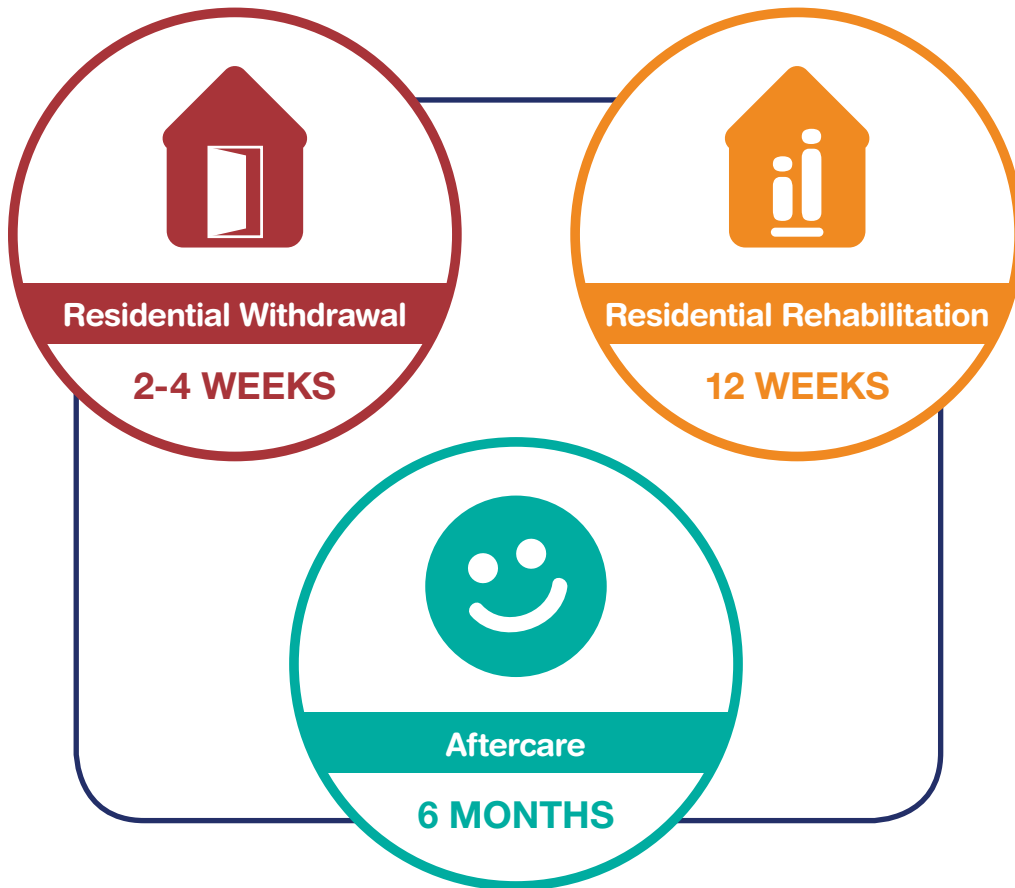 Residential Withdrawal
2-4 WEEKS
Residential Rehabilitation
12 WEEKS
Aftercare
6 MONTHS